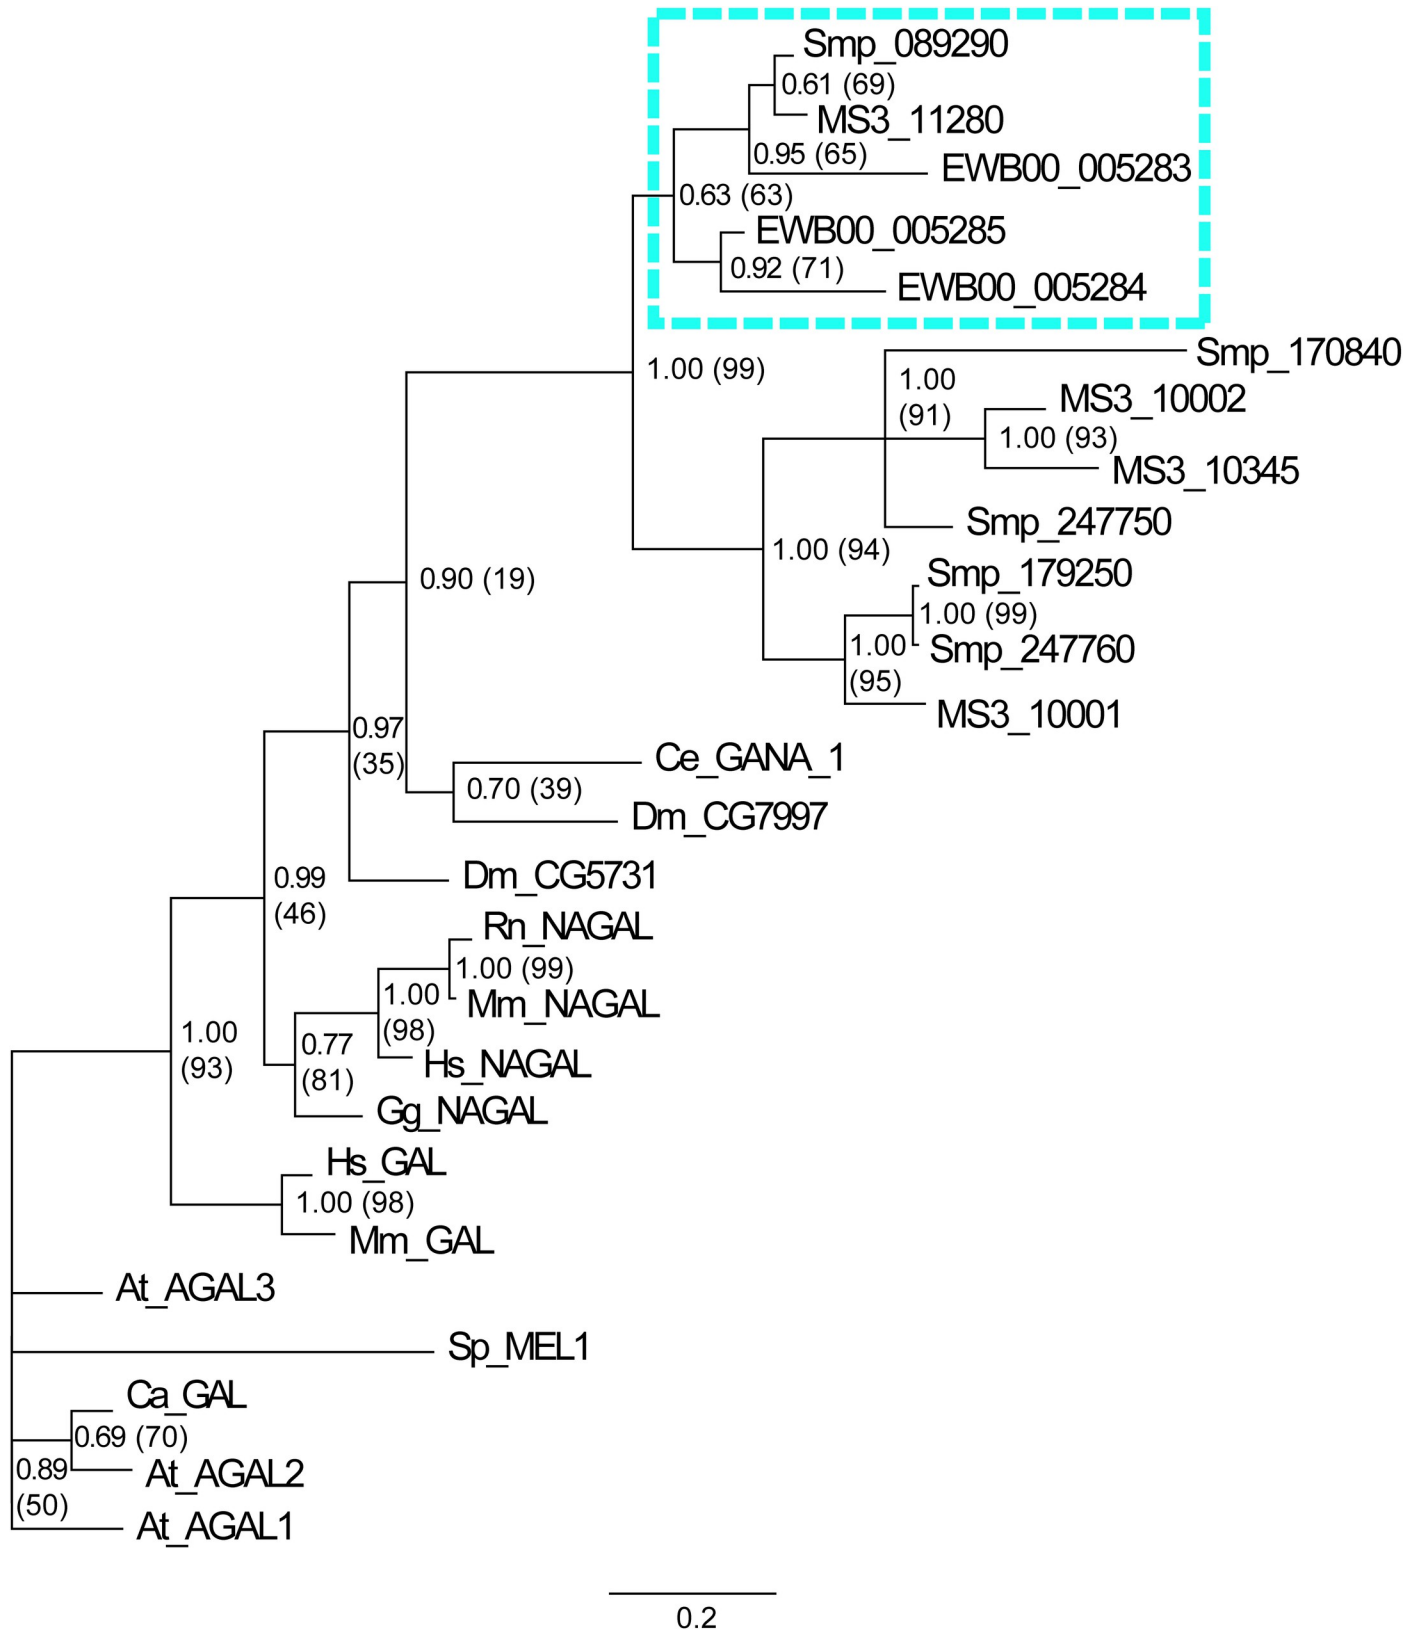 Smp_089290
0.61 (69)
MS3_11280
0.95 (65)
EWB00_005283
0.63 (63)
EWB00_005285
0.92 (71)
EWB00_005284
Smp_170840
1.00 (99)
1.00
(91)
MS3_10002
1.00 (93)
MS3_10345
Smp_247750
1.00 (94)
Smp_179250
1.00 (99)
1.00
(95)
Smp_247760
MS3_10001
0.90 (19)
0.97
(35)
Ce_GANA_1
0.70 (39)
Dm_CG7997
Dm_CG5731
0.99
(46)
Rn_NAGAL
1.00 (99)
1.00
(98)
Mm_NAGAL
Hs_NAGAL
0.77
(81)
Gg_NAGAL
1.00
(93)
Hs_GAL
1.00 (98)
Mm_GAL
At_AGAL3
Sp_MEL1
Ca_GAL
0.69 (70)
At_AGAL2
0.89
(50)
At_AGAL1
0.2